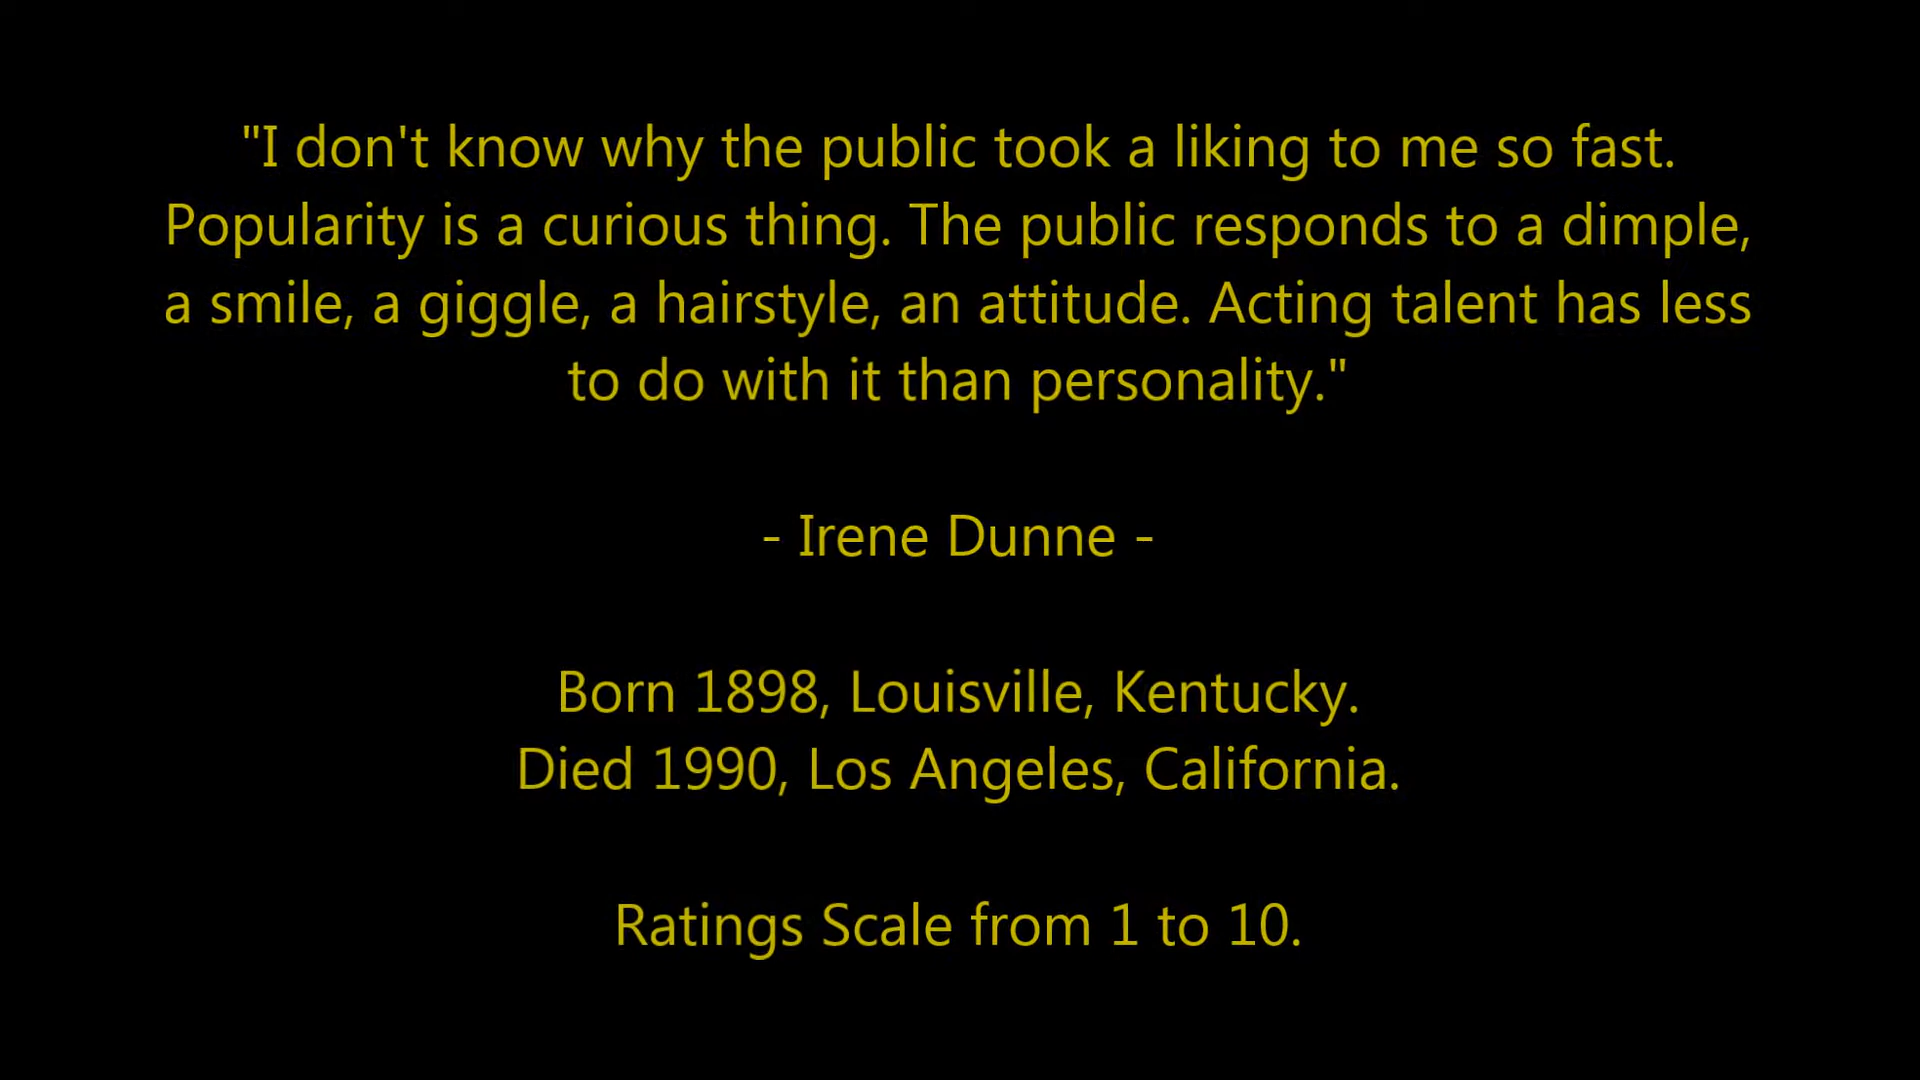 "I don't know why the public took a liking to me so fast.
Popularity is a curious thing. The public responds to a dimple,
a smile, a giggle, a hairstyle, an attitude. Acting talent has less
to do with it than personality."
- Irene Dunne -
Born 1898, Louisville, Kentucky.
Died 1990, Los Angeles, California.
Ratings Scale from 1 to 10.